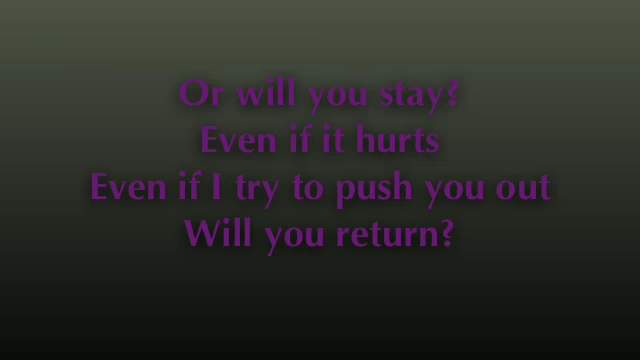 Or will you stay?
Even if it hurts
Even if I try to push you out
Will you return?